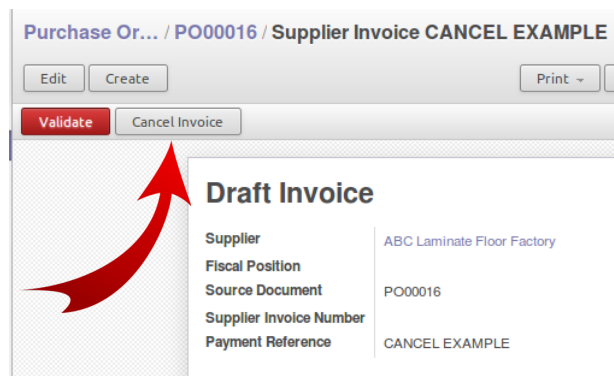 Purchase Or... / PO00016 / Supplier Invoice CANCEL EXAMPLE
Edit Create Print
Validate Cancel Invoice
Draft Invoice
Supplier ABC Laminate Floor Factory
Fiscal Position
Source Document PO00016
Supplier Invoice Number
Payment Reference CANCEL EXAMPLE